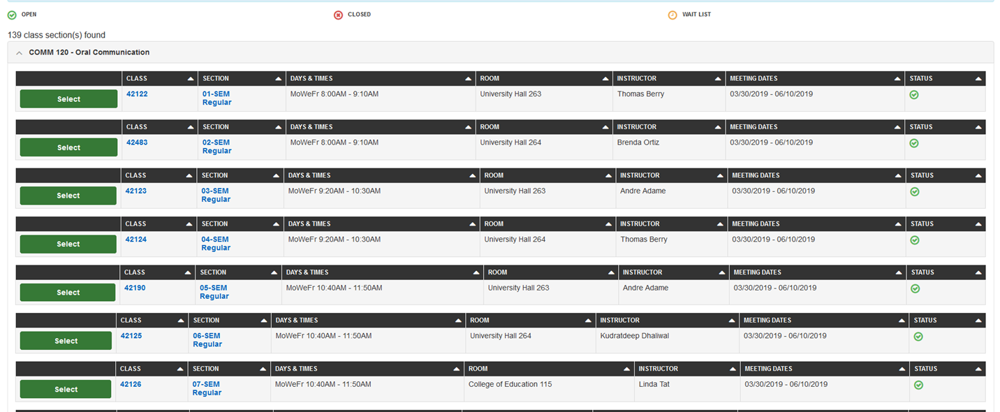 OPEN CLOSED WAIT LIST
139 class section(s) found
COMM 120 - Oral Communication
CLASS SECTION DAYS & TIMES ROOM INSTRUCTOR MEETING DATES STATUS
Select 42122 01-SEM MoWeFr 8:00AM - 9:10AM University Hall 263 Thomas Berry 03/30/2019 - 06/10/2019
Regular
CLASS SECTION DAYS & TIMES ROOM INSTRUCTOR MEETING DATES STATUS
Select 42483 02-SEM MoWeFr 8:00AM - 9:10AM University Hall 264 Brenda Ortiz 03/30/2019 - 06/10/2019
Regular
CLASS SECTION DAYS & TIMES ROOM INSTRUCTOR MEETING DATES STATUS
Select 42123 03-SEM MoWeFr 9:20AM - 10:30AM University Hall 263 Andre Adame 03/30/2019 - 06/10/2019
Regular
CLASS SECTION DAYS & TIMES ROOM INSTRUCTOR MEETING DATES STATUS
Select 42124 04-SEM MoWeFr 9:20AM - 10:30AM University Hall 264 Thomas Berry 03/30/2019 - 06/10/2019
Regular
CLASS SECTION DAYS & TIMES ROOM INSTRUCTOR MEETING DATES STATUS
Select 42190 05-SEM MoWeFr 10:40AM - 11:50AM University Hall 263 Andre Adame 03/30/2019 - 06/10/2019
Regular
CLASS SECTION DAYS & TIMES ROOM INSTRUCTOR MEETING DATES STATUS
Select 42125 06-SEM MoWeFr 10:40AM - 11:50AM University Hall 264 Kudratdeep Dhaliwal 03/30/2019 - 06/10/2019
Regular
CLASS SECTION DAYS & TIMES ROOM INSTRUCTOR MEETING DATES STATUS
Select 42126 07-SEM MoWeFr 10:40AM - 11:50AM College of Education 115 Linda Tat 03/30/2019 - 06/10/2019
Regular